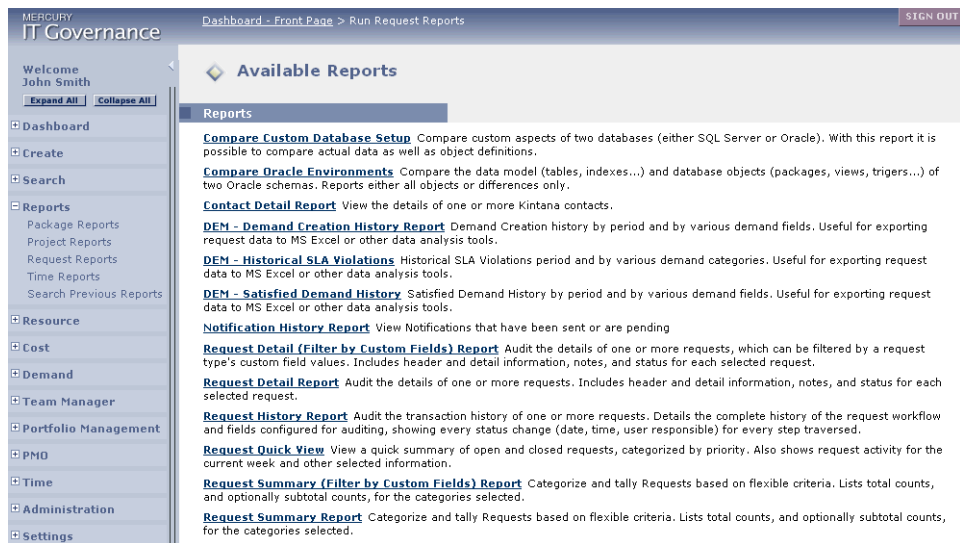 MERCURY
IT Governance
Dashboard - Front Page > Run Request Reports
SIGN OUT
Welcome
John Smith
Expand All
Collapse All
Dashboard
Create
Search
Reports
Package Reports
Project Reports
Request Reports
Time Reports
Search Previous Reports
Resource
Cost
Demand
Team Manager
Portfolio Management
PMO
Time
Administration
Settings
Available Reports
Reports
Compare Custom Database Setup Compare custom aspects of two databases (either SQL Server or Oracle). With this report it is
possible to compare actual data as well as object definitions.
Compare Oracle Environments Compare the data model (tables, indexes...) and database objects (packages, views, trigers...) of
two Oracle schemas. Reports either all objects or differences only.
Contact Detail Report View the details of one or more Kintana contacts.
DEM - Demand Creation History Report Demand Creation history by period and by various demand fields. Useful for exporting
request data to MS Excel or other data analysis tools.
DEM - Historical SLA Violations Historical SLA Violations period and by various demand categories. Useful for exporting request
data to MS Excel or other data analysis tools.
DEM - Satisfied Demand History Satisfied Demand History by period and by various demand fields. Useful for exporting request
data to MS Excel or other data analysis tools.
Notification History Report View Notifications that have been sent or are pending
Request Detail (Filter by Custom Fields) Report Audit the details of one or more requests, which can be filtered by a request
type's custom field values. Includes header and detail information, notes, and status for each selected request.
Request Detail Report Audit the details of one or more requests. Includes header and detail information, notes, and status for each
selected request.
Request History Report Audit the transaction history of one or more requests. Details the complete history of the request workflow
and fields configured for auditing, showing every status change (date, time, user responsible) for every step traversed.
Request Quick View View a quick summary of open and closed requests, categorized by priority. Also shows request activity for the
current week and other selected information.
Request Summary (Filter by Custom Fields) Report Categorize and tally Requests based on flexible criteria. Lists total counts,
and optionally subtotal counts, for the categories selected.
Request Summary Report Categorize and tally Requests based on flexible criteria. Lists total counts, and optionally subtotal counts,
for the categories selected.